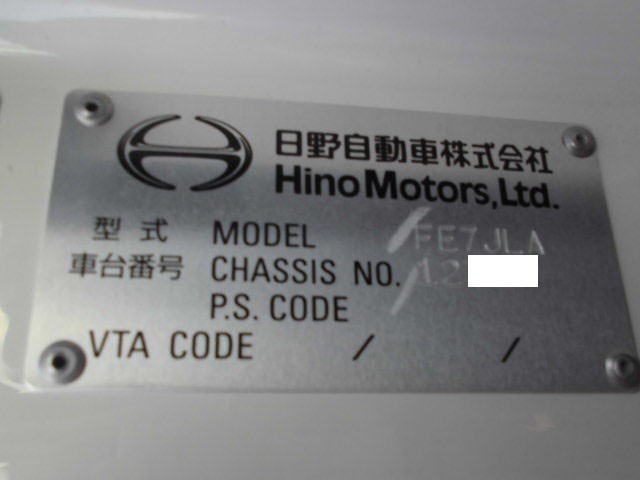 日野自動車株式会社
Hino Motors, Ltd.
型式 MODEL FE7JLA
車台番号 CHASSIS NO. 12
P.S. CODE
VTA CODE / /